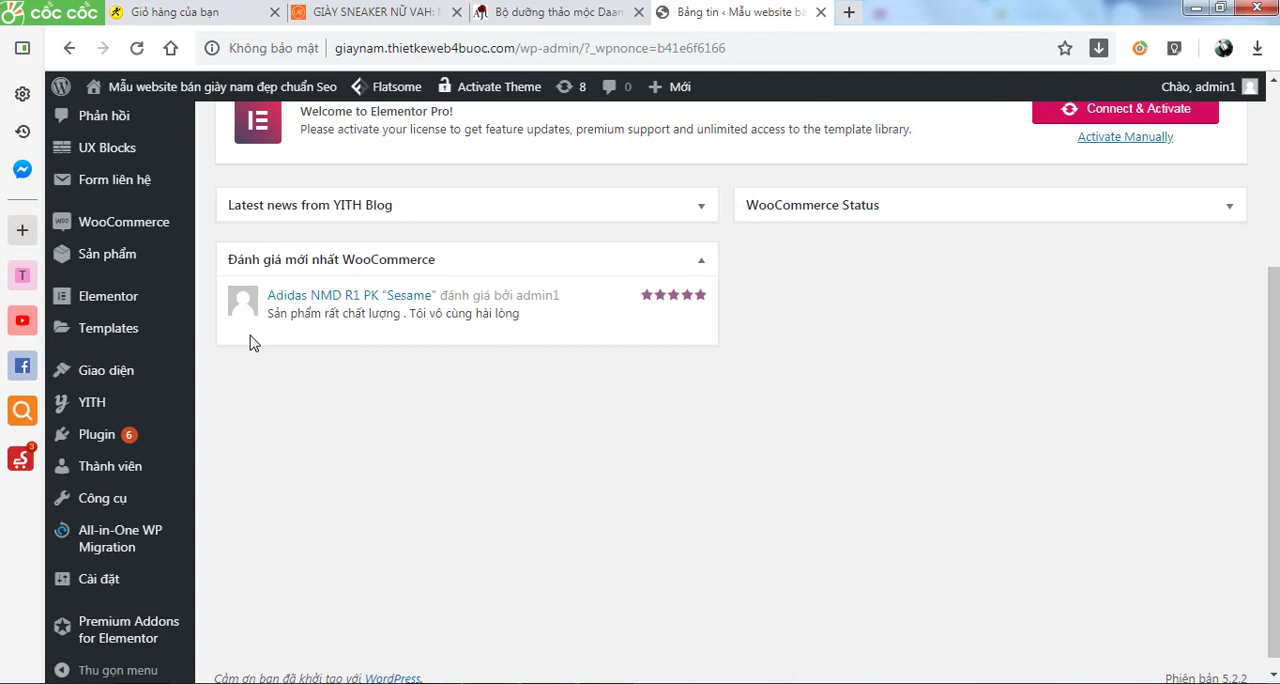 cốc cốc
Giỏ hàng của bạn
GIÀY SNEAKER NỮ VAH: M
Bộ dưỡng thảo mộc Daan
Bảng tin ‹ Mẫu website bá
Không bảo mật
giaynam.thietkeweb4buoc.com/wp-admin/?_wpnonce=b41e6f6166
Mẫu website bán giày nam đẹp chuẩn Seo
Flatsome
Activate Theme
8
0
Mới
Chào, admin1
Phản hồi
UX Blocks
Form liên hệ
WooCommerce
Sản phẩm
Elementor
Templates
Giao diện
YITH
Plugin 6
Thành viên
Công cụ
All-in-One WP
Migration
Cài đặt
Premium Addons
for Elementor
Thu gọn menu
T
3
Welcome to Elementor Pro!
Please activate your license to get feature updates, premium support and unlimited access to the template library.
Connect & Activate
Activate Manually
Latest news from YITH Blog
WooCommerce Status
Đánh giá mới nhất WooCommerce
Adidas NMD R1 PK “Sesame” đánh giá bởi admin1
Sản phẩm rất chất lượng . Tôi vô cùng hài lòng
Cảm ơn bạn đã khởi tạo với WordPress.
Phiên bản 5.2.2